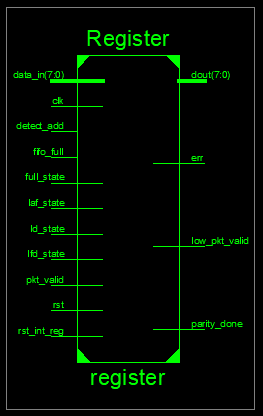 Register
data_in(7:0)
dout(7:0)
clk
detect_add
fifo_full
err
full_state
laf_state
ld_state
low_pkt_valid
lfd_state
pkt_valid
rst
parity_done
rst_int_reg
register